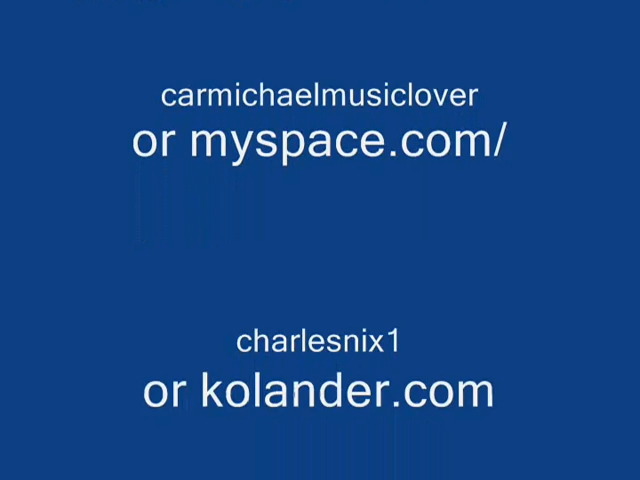 carmichaelmusiclover
or myspace.com/
charlesnix1
or kolander.com